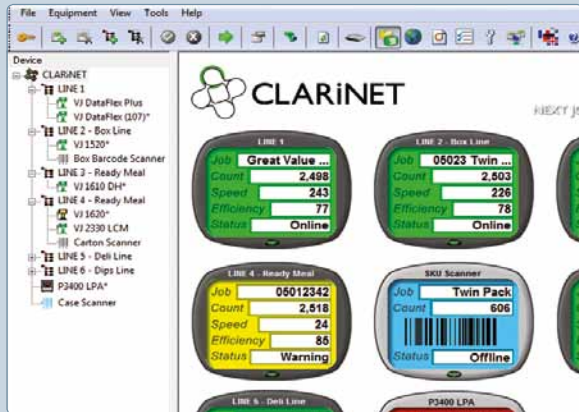 File Equipment View Tools Help
Device
CLARiNET
LINE 1
VJ DataFlex Plus
VJ DataFlex (107)*
LINE 2 - Box Line
VJ 1520*
Box Barcode Scanner
LINE 3 - Ready Meal
VJ 1610 DH*
LINE 4 - Ready Meal
VJ 1620*
VJ 2330 LCM
Carton Scanner
LINE 5 - Deli Line
LINE 6 - Dips Line
P3400 LPA*
Case Scanner
CLARiNET
NEXT JO
LINE 1
Job Great Value ...
Count 2,498
Speed 243
Efficiency 77
Status Online
LINE 2 - Box Line
Job 05023 Twin ...
Count 2,503
Speed 226
Efficiency 78
Status Online
LINE 4 - Ready Meal
Job 05012342
Count 2,518
Speed 24
Efficiency 85
Status Warning
SKU Scanner
Job Twin Pack
Count 606
Status Offline
LINE 5 - Deli Line
P3400 LPA